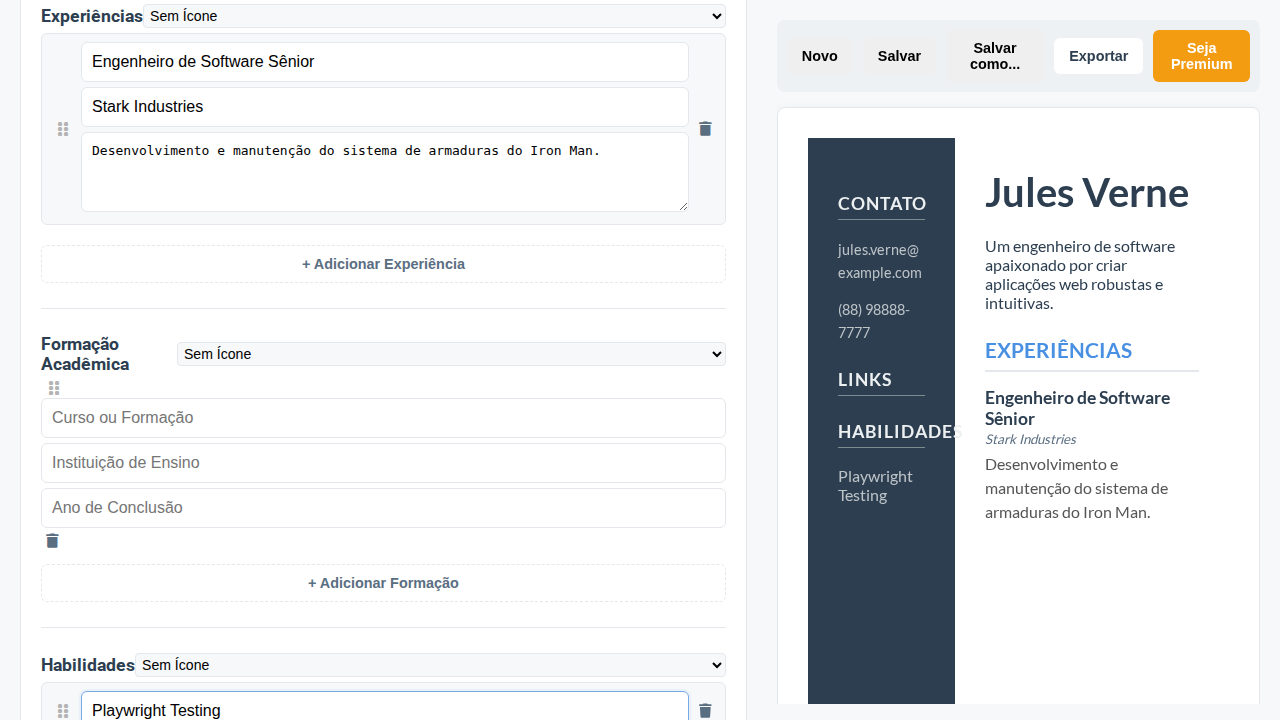 Experiências
Sem Ícone
Engenheiro de Software Sênior
Stark Industries
Desenvolvimento e manutenção do sistema de armaduras do Iron Man.
+ Adicionar Experiência
Formação
Acadêmica
Sem Ícone
Curso ou Formação
Instituição de Ensino
Ano de Conclusão
+ Adicionar Formação
Habilidades
Sem Ícone
Playwright Testing
Novo
Salvar
Salvar
como...
Exportar
Seja
Premium
CONTATO
jules.verne@
example.com
(88) 98888-
7777
LINKS
HABILIDADES
Playwright
Testing
Jules Verne
Um engenheiro de software
apaixonado por criar
aplicações web robustas e
intuitivas.
EXPERIÊNCIAS
Engenheiro de Software
Sênior
Stark Industries
Desenvolvimento e
manutenção do sistema de
armaduras do Iron Man.